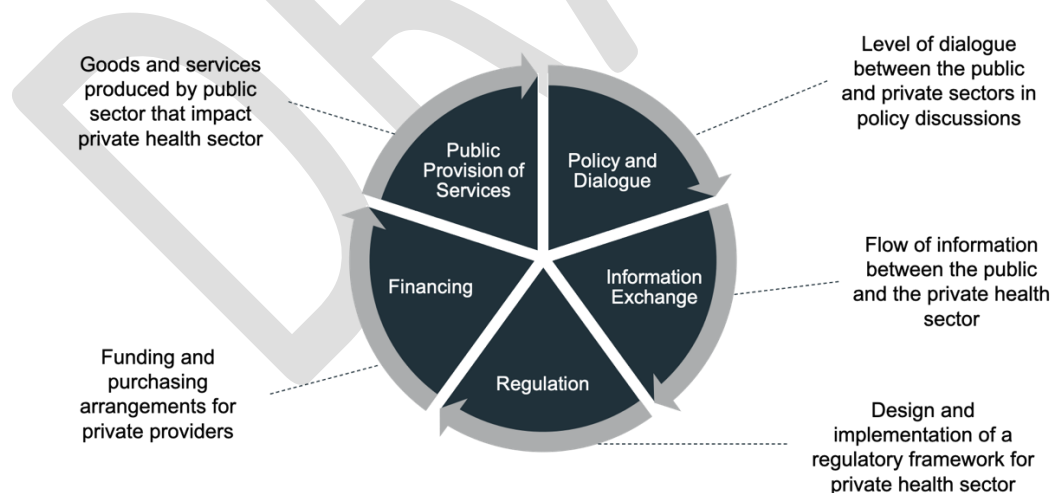 Goods and services
produced by public
sector that impact
private health sector
Level of dialogue
between the public
and private sectors in
policy discussions
Public
Provision of
Services
Policy and
Dialogue
Financing
Information
Exchange
Regulation
Flow of information
between the public
and the private health
sector
Funding and
purchasing
arrangements for
private providers
Design and
implementation of a
regulatory framework for
private health sector